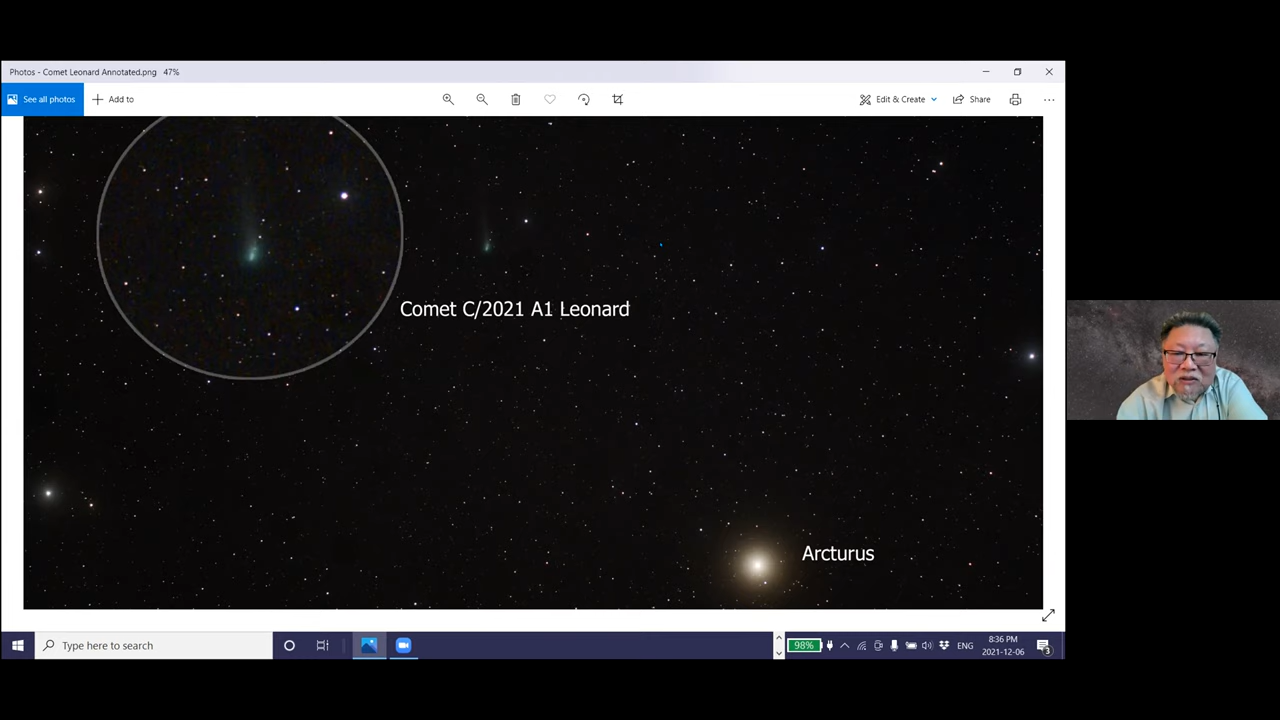 Photos - Comet Leonard Annotated.png 47%
See all photos
Add to
Edit & Create
Share
Comet C/2021 A1 Leonard
Arcturus
Type here to search
98%
ENG
8:36 PM
2021-12-06
3